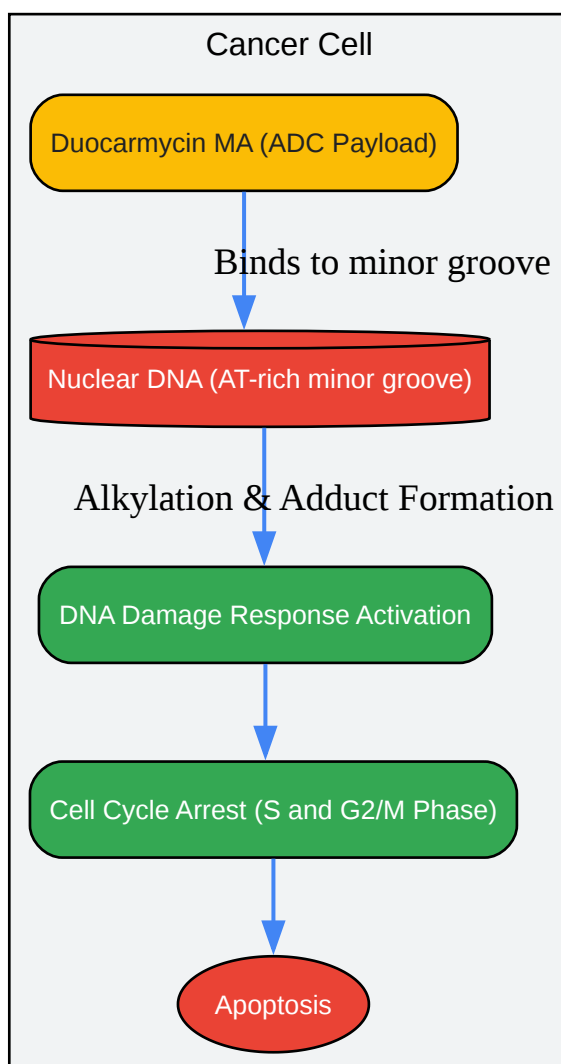 Cancer Cell
Duocarmycin MA (ADC Payload)
Binds to minor groove
Nuclear DNA (AT-rich minor groove)
Alkylation & Adduct Formation
DNA Damage Response Activation
Cell Cycle Arrest (S and G2/M Phase)
Apoptosis